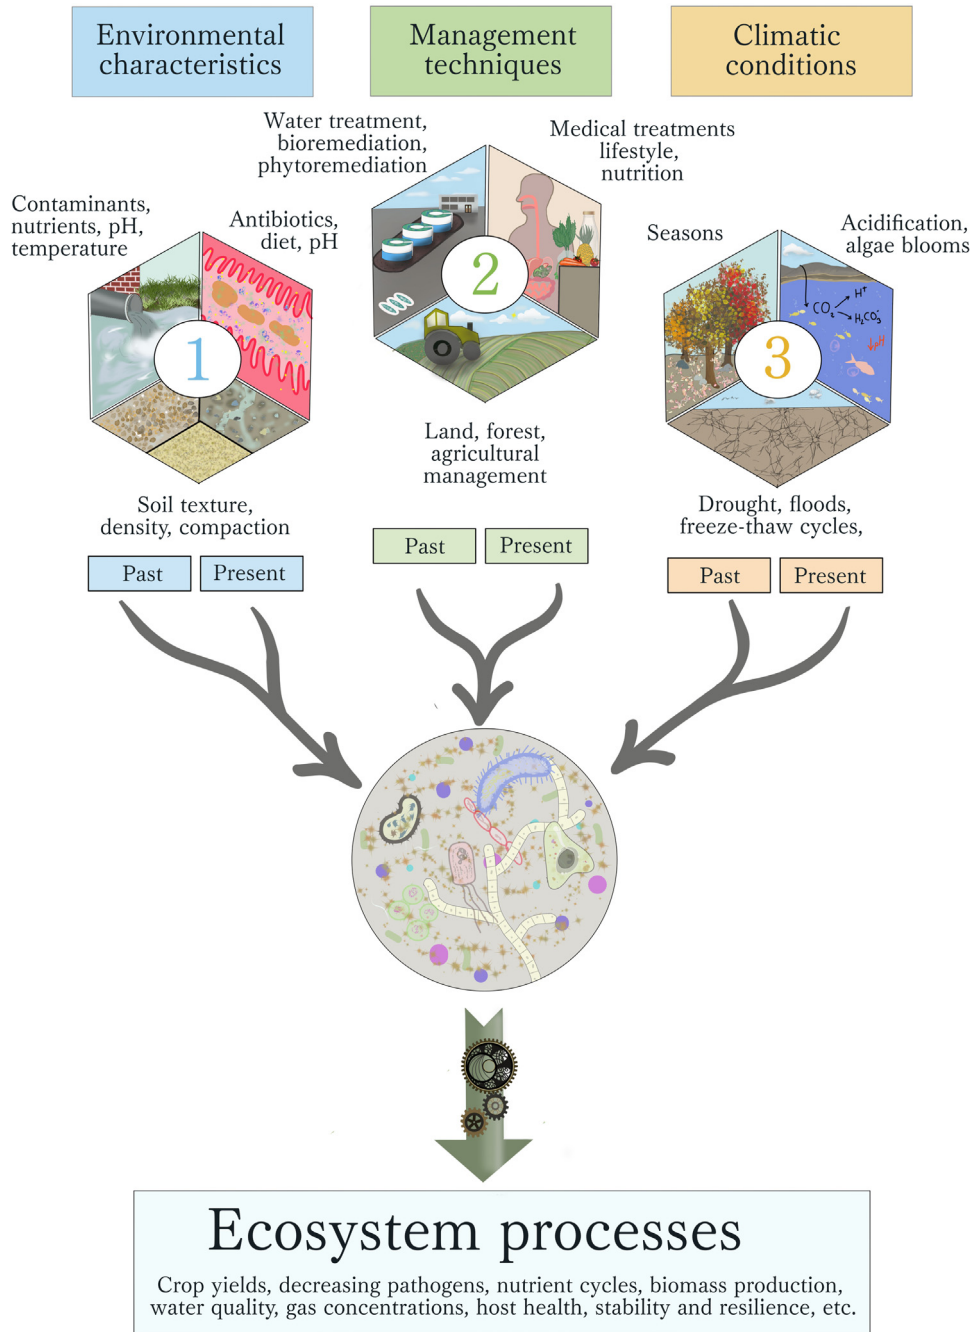 Environmental
characteristics
Management
techniques
Climatic
conditions
Water treatment,
bioremediation,
phytoremediation
Medical treatments
lifestyle,
nutrition
Contaminants,
nutrients, pH,
temperature
Antibiotics,
diet, pH
Seasons
Acidification,
algae blooms
1
2
3
CO₂
H⁺
H₂CO₃⁻
↓pH
Land, forest,
agricultural
management
Soil texture,
density, compaction
Drought, floods,
freeze-thaw cycles,
Past
Present
Past
Present
Past
Present
Ecosystem processes
Crop yields, decreasing pathogens, nutrient cycles, biomass production,
water quality, gas concentrations, host health, stability and resilience, etc.